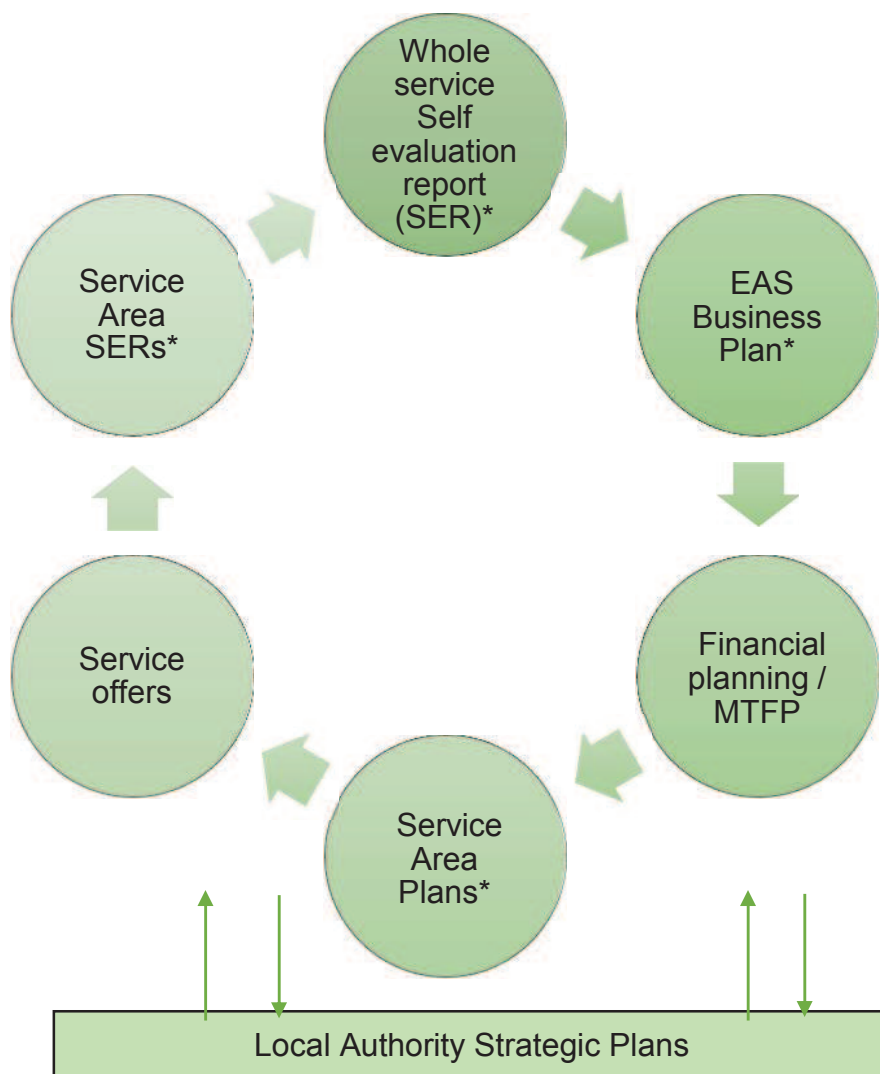 Whole
service
Self
evaluation
report
(SER)*
EAS
Business
Plan*
Financial
planning /
MTFP
Service
Area
Plans*
Service
offers
Service
Area
SERs*
Local Authority Strategic Plans